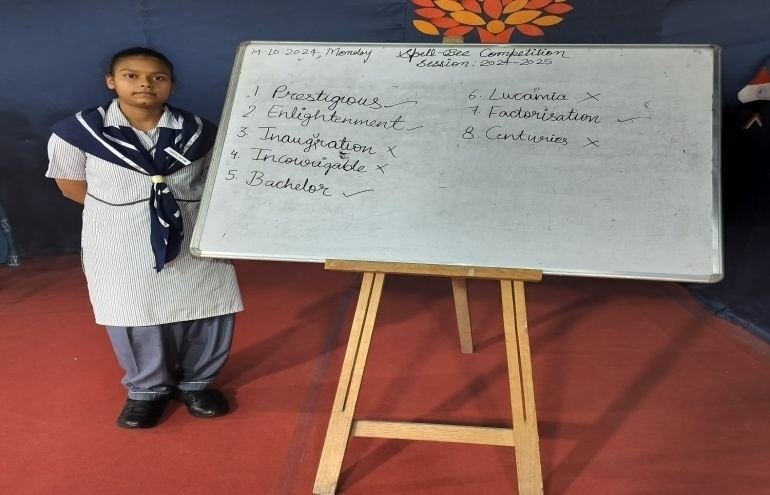 14.10.2024, Monday
Spell-Bee Competition
Session: 2024-2025
1. Prestigious ✓
2 Enlightenment ✓
3. Inaugration ✗
4. Incourigable ✗
5. Bachelor ✓
6. Lucamia ✗
7. Factorisation ✓
8. Centuries ✗